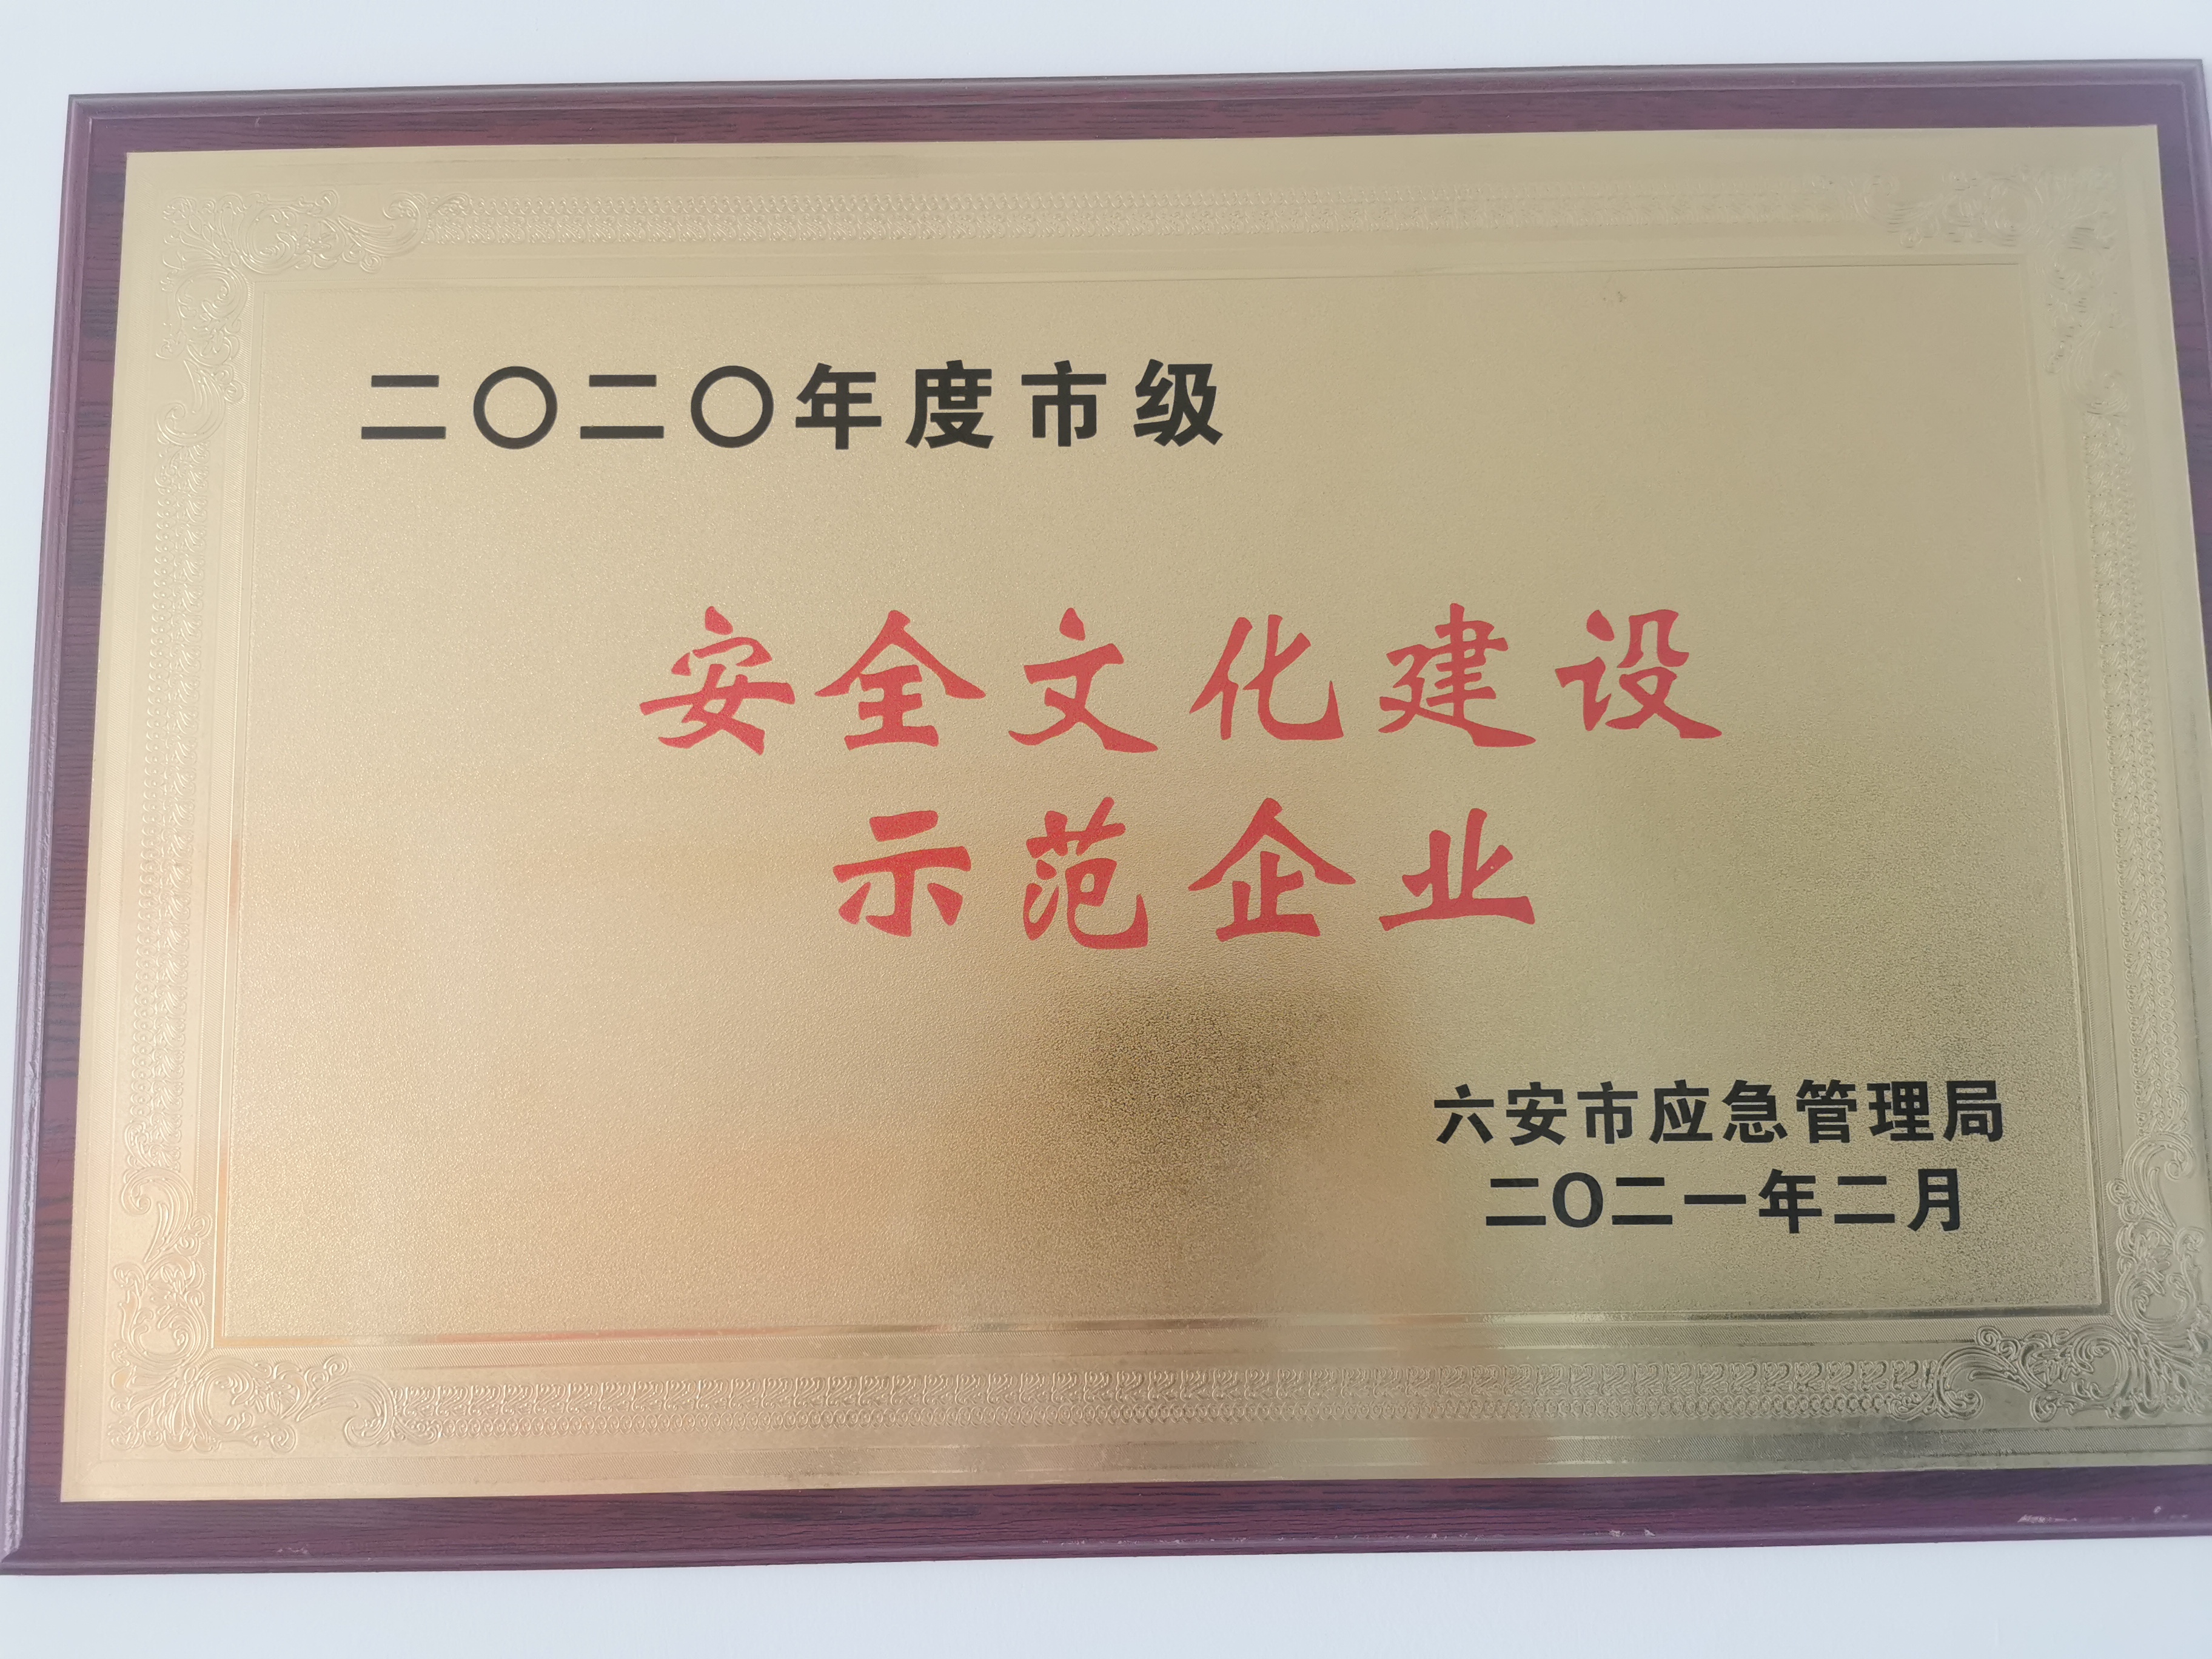 二〇二〇年度市级
安全文化建设
示范企业
六安市应急管理局
二〇二一年二月